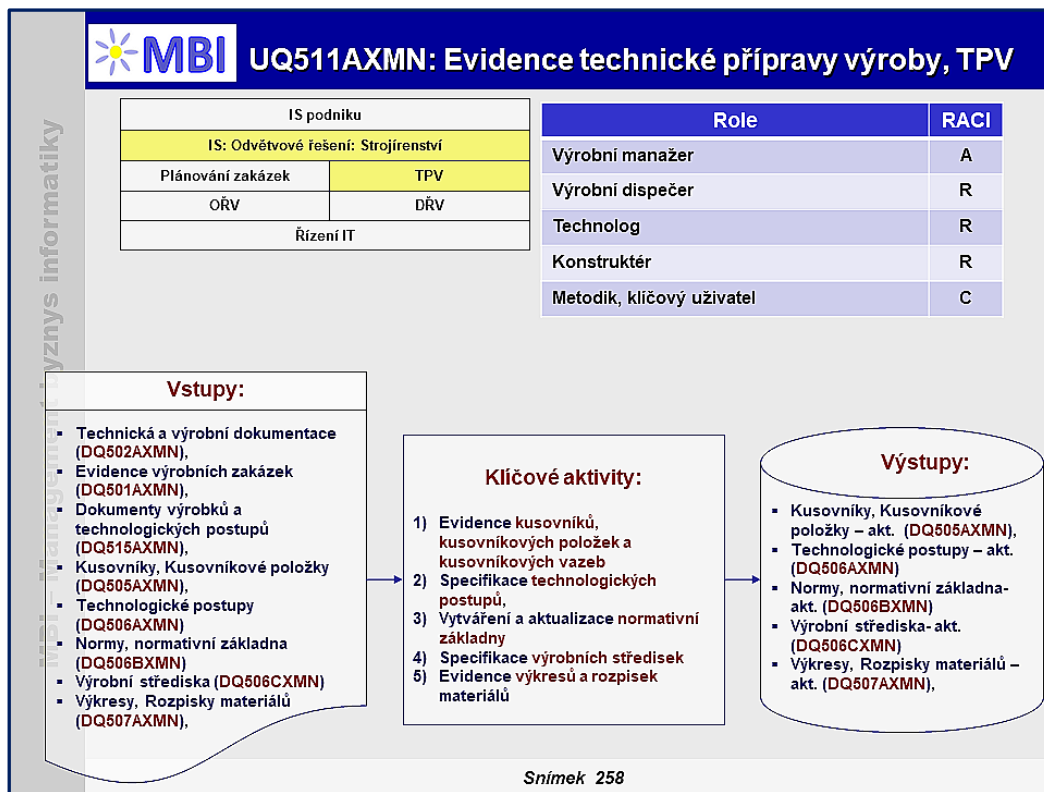 MBI
UQ511AXMN: Evidence technické přípravy výroby, TPV
MBI – Management byznys informatiky
IS podniku
IS: Odvětvové řešení: Strojírenství
Plánování zakázek
TPV
OŘV
DŘV
Řízení IT
Role RACI
Výrobní manažer A
Výrobní dispečer R
Technolog R
Konstruktér R
Metodik, klíčový uživatel C
Vstupy:
▪ Technická a výrobní dokumentace
(DQ502AXMN),
▪ Evidence výrobních zakázek
(DQ501AXMN),
▪ Dokumenty výrobků a
technologických postupů
(DQ515AXMN),
▪ Kusovníky, Kusovníkové položky
(DQ505AXMN),
▪ Technologické postupy
(DQ506AXMN)
▪ Normy, normativní základna
(DQ506BXMN)
▪ Výrobní střediska (DQ506CXMN)
▪ Výkresy, Rozpisky materiálů
(DQ507AXMN),
Klíčové aktivity:
1) Evidence kusovníků,
kusovníkových položek a
kusovníkových vazeb
2) Specifikace technologických
postupů,
3) Vytváření a aktualizace normativní
základny
4) Specifikace výrobních středisek
5) Evidence výkresů a rozpisek
materiálů
Výstupy:
▪ Kusovníky, Kusovníkové
položky – akt. (DQ505AXMN),
▪ Technologické postupy – akt.
(DQ506AXMN)
▪ Normy, normativní základna-
akt. (DQ506BXMN)
▪ Výrobní střediska- akt.
(DQ506CXMN)
▪ Výkresy, Rozpisky materiálů –
akt. (DQ507AXMN),
Snímek 258